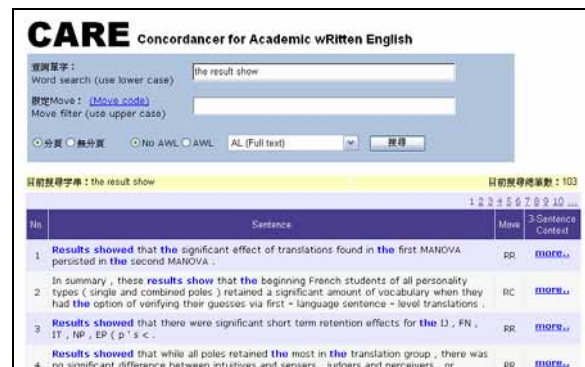 CARE Concordancer for Academic wRitten English
查詢單字：
Word search (use lower case)
the result show
限定Move： (Move code)
Move filter (use upper case)
分頁 無分頁 No AWL AWL AL (Full text) 搜尋
目前搜尋字串：the result show 目前搜尋總筆數：103
1 2 3 4 5 6 7 8 9 10 ...
No Sentence Move 3-Sentence Context
1 Results showed that the significant effect of translations found in the first MANOVA RR more..
persisted in the second MANOVA .
In summary , these results show that the beginning French students of all personality
2 types ( single and combined poles ) retained a significant amount of vocabulary when they RC more..
had the option of verifying their guesses via first - language sentence - level translations .
3 Results showed that there were significant short term retention effects for the IJ , FN , RR more..
IT , NP , EP ( p ' s < .
Results showed that while all poles retained the most in the translation group , there was
4 no significant difference between intuitives and sensers , judgers and perceivers , or RR more..